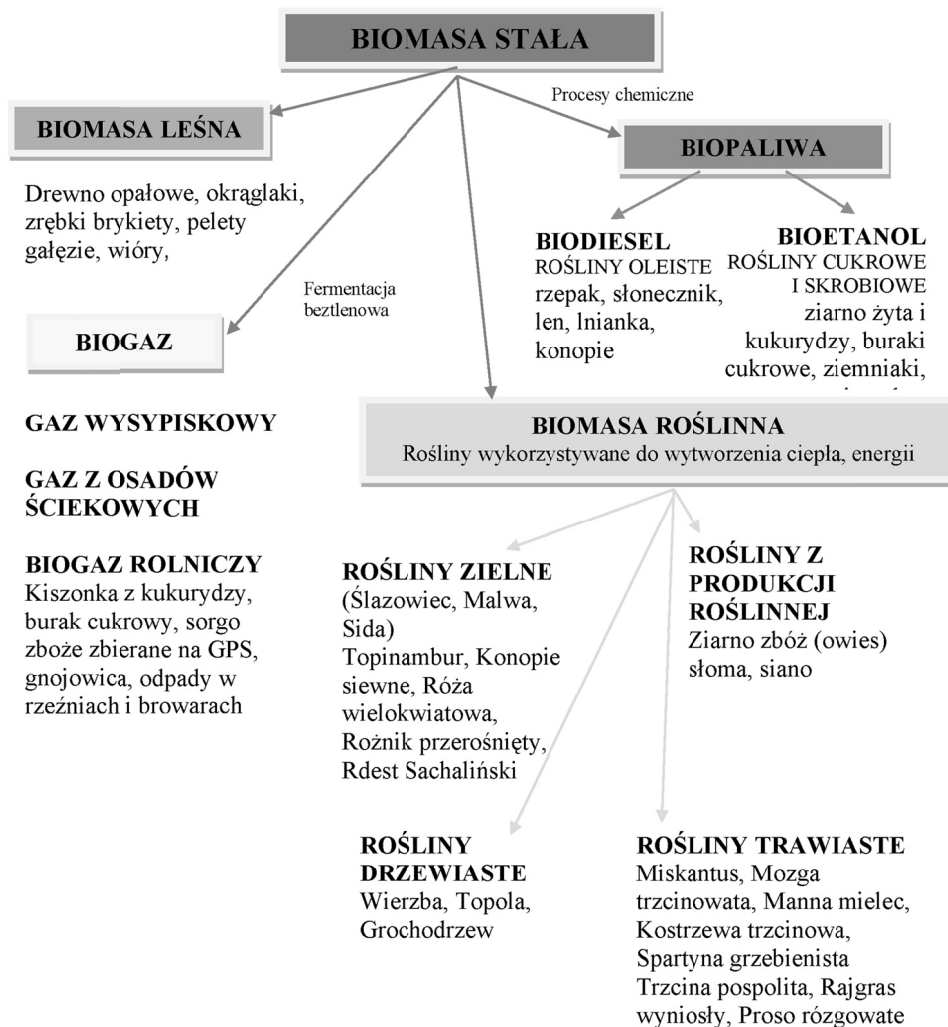 BIOMASA STAŁA
Procesy chemiczne
BIOMASA LEŚNA
BIOPALIWA
Drewno opałowe, okrąglaki,
zrębki brykiety, pelety
gałęzie, wióry,
BIODIESEL
ROŚLINY OLEISTE
rzepak, słonecznik,
len, lnianka,
konopie
BIOETANOL
ROŚLINY CUKROWE
I SKROBIOWE
ziarno żyta i
kukurydzy, buraki
cukrowe, ziemniaki,
Fermentacja
beztlenowa
BIOGAZ
GAZ WYSYPISKOWY
GAZ Z OSADÓW
ŚCIEKOWYCH
BIOGAZ ROLNICZY
Kiszonka z kukurydzy,
burak cukrowy, sorgo
zboże zbierane na GPS,
gnojowica, odpady w
rzeźniach i browarach
BIOMASA ROŚLINNA
Rośliny wykorzystywane do wytworzenia ciepła, energii
ROŚLINY ZIELNE
(Ślazowiec, Malwa,
Sida)
Topinambur, Konopie
siewne, Róża
wielokwiatowa,
Rożnik przerośnięty,
Rdest Sachaliński
ROŚLINY Z
PRODUKCJI
ROŚLINNEJ
Ziarno zbóż (owies)
słoma, siano
ROŚLINY
DRZEWIASTE
Wierzba, Topola,
Grochodrzew
ROŚLINY TRAWIASTE
Miskantus, Mozga
trzcinowata, Manna mielec,
Kostrzewa trzcinowa,
Spartyna grzebienista
Trzcina pospolita, Rajgras
wyniosły, Proso rózgowate